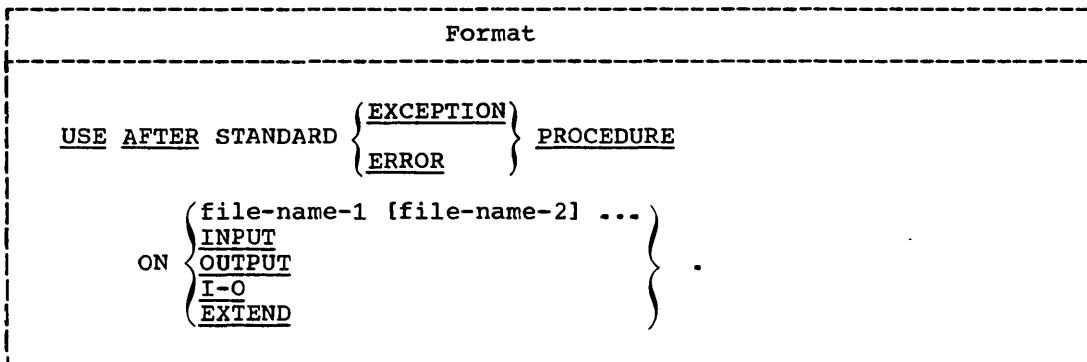 Format
EXCEPTION
USE AFTER STANDARD PROCEDURE
ERROR
file-name-1 [file-name-2] ...
INPUT
ON OUTPUT .
I-O
EXTEND